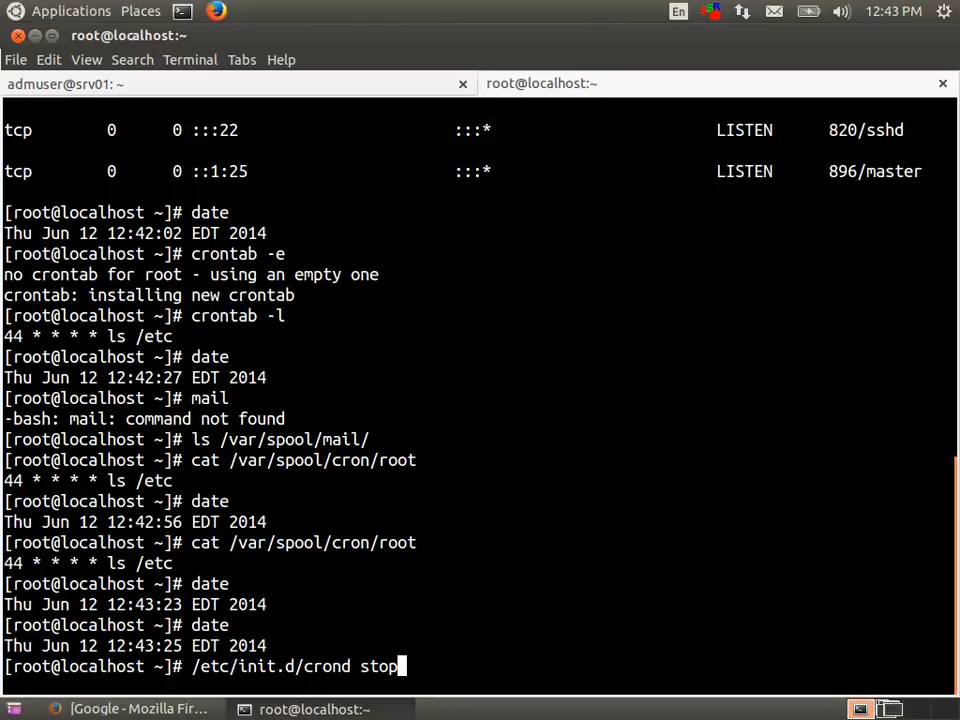 Applications Places En 12:43 PM
root@localhost:~
File Edit View Search Terminal Tabs Help
admuser@srv01: ~ root@localhost:~
tcp 0 0 :::22 :::* LISTEN 820/sshd
tcp 0 0 ::1:25 :::* LISTEN 896/master
[root@localhost ~]# date
Thu Jun 12 12:42:02 EDT 2014
[root@localhost ~]# crontab -e
no crontab for root - using an empty one
crontab: installing new crontab
[root@localhost ~]# crontab -l
44 * * * * ls /etc
[root@localhost ~]# date
Thu Jun 12 12:42:27 EDT 2014
[root@localhost ~]# mail
-bash: mail: command not found
[root@localhost ~]# ls /var/spool/mail/
[root@localhost ~]# cat /var/spool/cron/root
44 * * * * ls /etc
[root@localhost ~]# date
Thu Jun 12 12:42:56 EDT 2014
[root@localhost ~]# cat /var/spool/cron/root
44 * * * * ls /etc
[root@localhost ~]# date
Thu Jun 12 12:43:23 EDT 2014
[root@localhost ~]# date
Thu Jun 12 12:43:25 EDT 2014
[root@localhost ~]# /etc/init.d/crond stop
[Google - Mozilla Fir... root@localhost:~